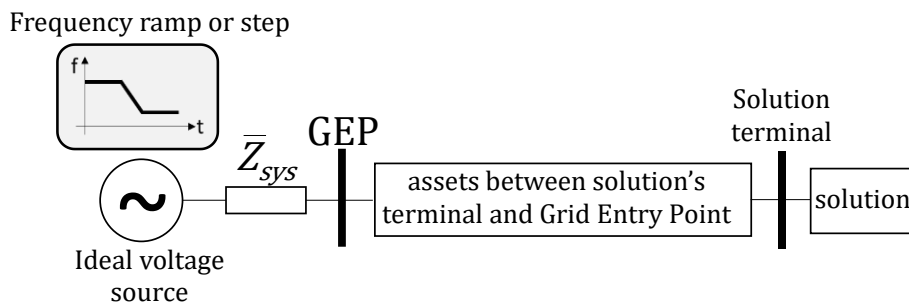 Frequency ramp or step
f
t
GEP
Z̅sys
Solution
terminal
assets between solution's
terminal and Grid Entry Point
solution
Ideal voltage
source